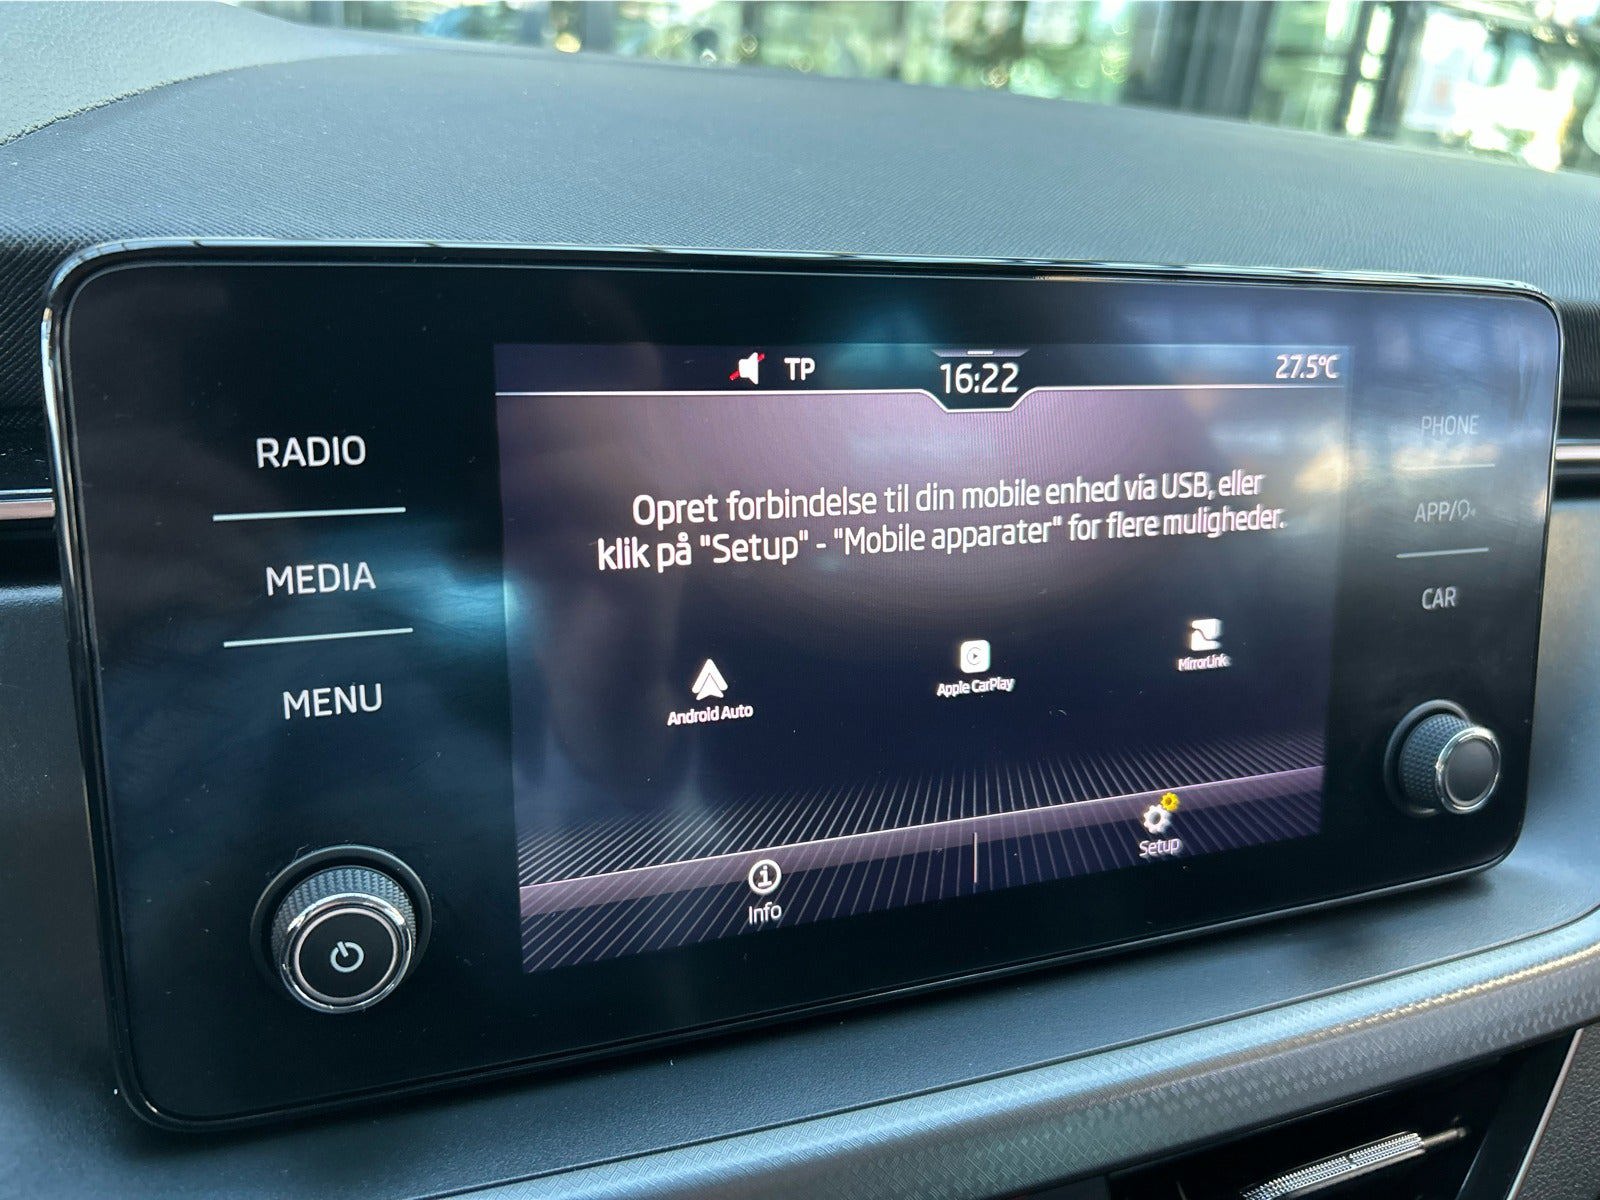 TP
16:22
27.5°C
RADIO
MEDIA
MENU
Opret forbindelse til din mobile enhed via USB, eller
klik på "Setup" - "Mobile apparater" for flere muligheder.
Android Auto
Apple CarPlay
MirrorLink
Info
Setup
PHONE
APP/
CAR